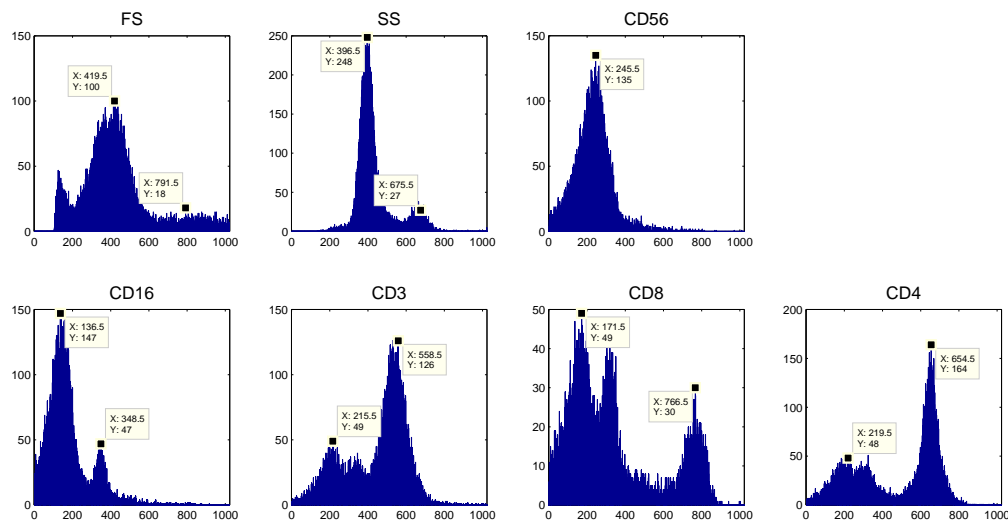 FS
SS
CD56
150
100
50
0
X: 419.5
Y: 100
X: 791.5
Y: 18
0 200 400 600 800 1000
250
200
150
100
50
0
X: 396.5
Y: 248
X: 675.5
Y: 27
0 200 400 600 800 1000
150
100
50
0
X: 245.5
Y: 135
0 200 400 600 800 1000
CD16
CD3
CD8
CD4
150
100
50
0
X: 136.5
Y: 147
X: 348.5
Y: 47
0 200 400 600 800 1000
150
100
50
0
X: 215.5
Y: 49
X: 558.5
Y: 126
0 200 400 600 800 1000
50
40
30
20
10
0
X: 171.5
Y: 49
X: 766.5
Y: 30
0 200 400 600 800 1000
200
150
100
50
0
X: 219.5
Y: 48
X: 654.5
Y: 164
0 200 400 600 800 1000